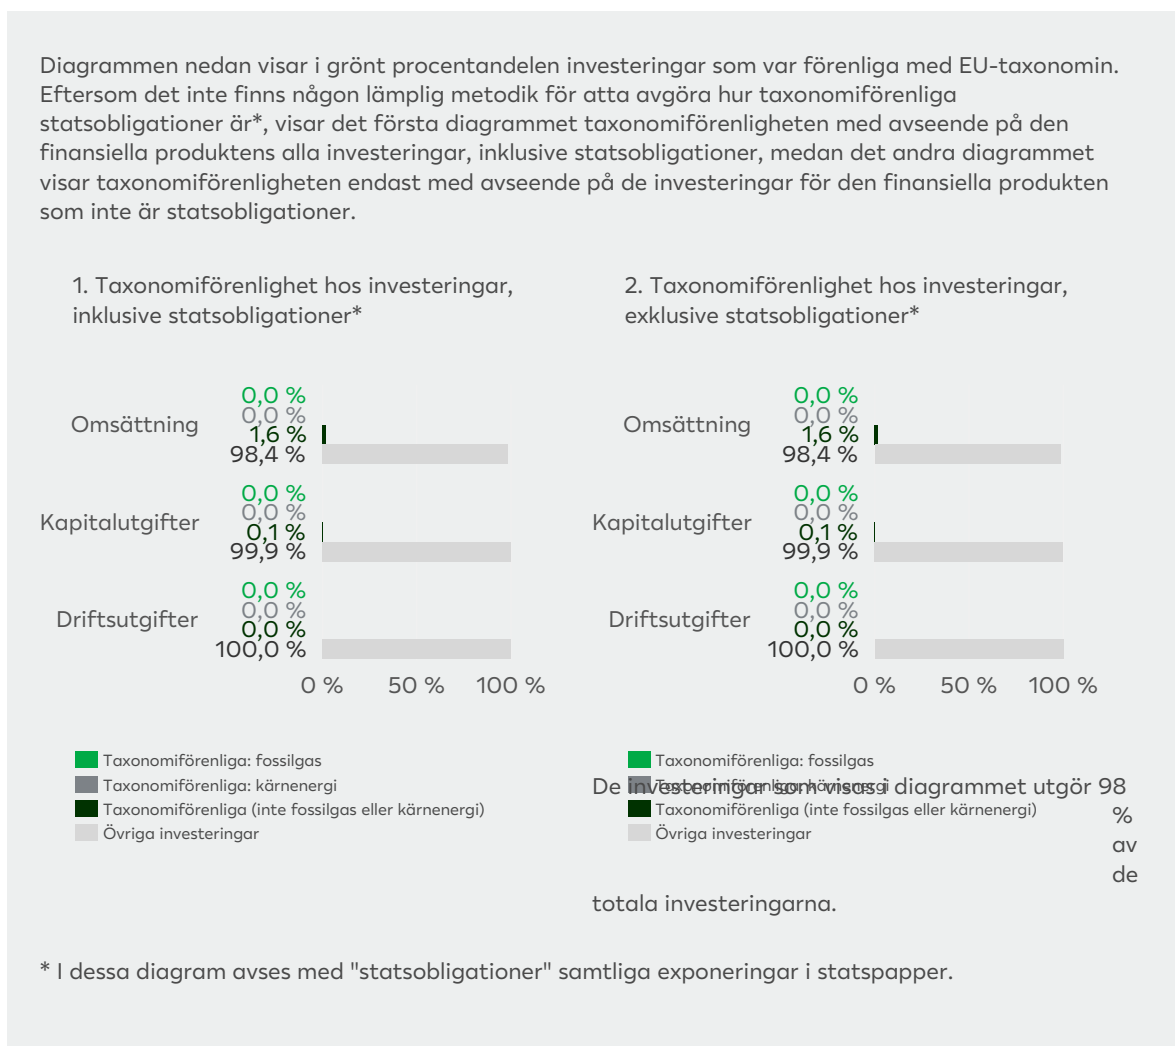 Diagrammen nedan visar i grönt procentandelen investeringar som var förenliga med EU-taxonomin.
Eftersom det inte finns någon lämplig metodik för atta avgöra hur taxonomiförenliga
statsobligationer är*, visar det första diagrammet taxonomiförenligheten med avseende på den
finansiella produktens alla investeringar, inklusive statsobligationer, medan det andra diagrammet
visar taxonomiförenligheten endast med avseende på de investeringar för den finansiella produkten
som inte är statsobligationer.
1. Taxonomiförenlighet hos investeringar,
inklusive statsobligationer*
Omsättning
0,0 %
0,0 %
1,6 %
98,4 %
Kapitalutgifter
0,0 %
0,0 %
0,1 %
99,9 %
Driftsutgifter
0,0 %
0,0 %
0,0 %
100,0 %
0 % 50 % 100 %
Taxonomiförenliga: fossilgas
Taxonomiförenliga: kärnenergi
Taxonomiförenliga (inte fossilgas eller kärnenergi)
Övriga investeringar
2. Taxonomiförenlighet hos investeringar,
exklusive statsobligationer*
Omsättning
0,0 %
0,0 %
1,6 %
98,4 %
Kapitalutgifter
0,0 %
0,0 %
0,1 %
99,9 %
Driftsutgifter
0,0 %
0,0 %
0,0 %
100,0 %
0 % 50 % 100 %
Taxonomiförenliga: fossilgas
Taxonomiförenliga: kärnenergi
Taxonomiförenliga (inte fossilgas eller kärnenergi)
Övriga investeringar
De investeringar som visas i diagrammet utgör 98
%
av
de
totala investeringarna.
* I dessa diagram avses med "statsobligationer" samtliga exponeringar i statspapper.